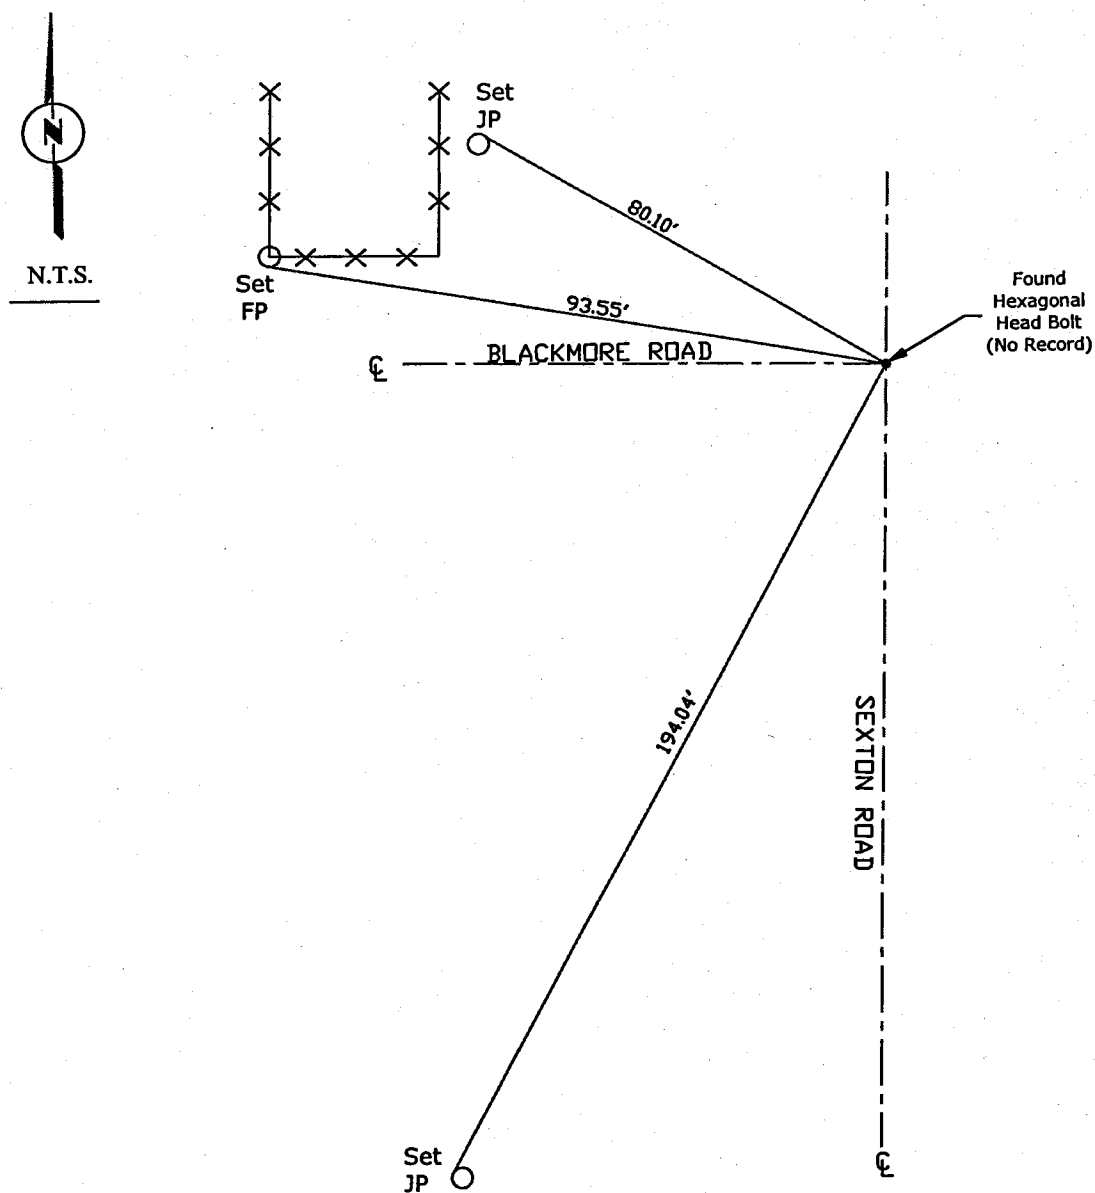 N
N.T.S.
Set
JP
80.10'
Set
FP
93.55'
BLACKMORE ROAD
℄
Found
Hexagonal
Head Bolt
(No Record)
194.04'
SEXTON ROAD
Set
JP
℄